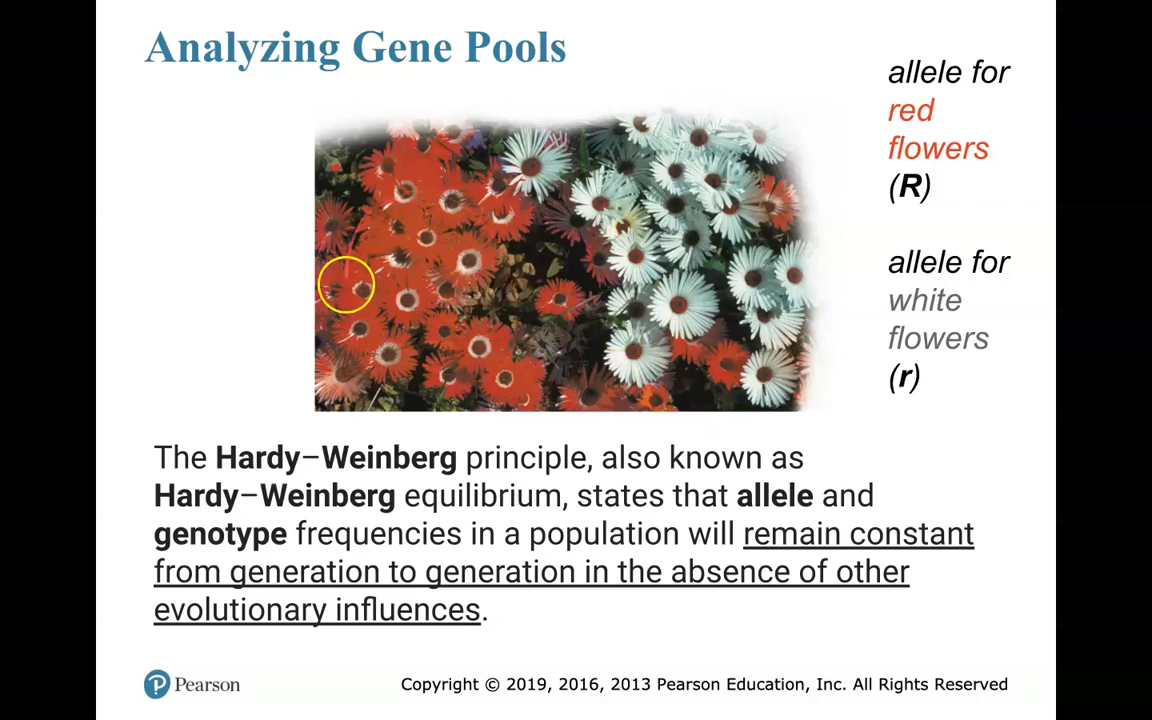 Analyzing Gene Pools
allele for
red
flowers
(R)
allele for
white
flowers
(r)
The Hardy–Weinberg principle, also known as
Hardy–Weinberg equilibrium, states that allele and
genotype frequencies in a population will remain constant
from generation to generation in the absence of other
evolutionary influences.
P Pearson
Copyright © 2019, 2016, 2013 Pearson Education, Inc. All Rights Reserved